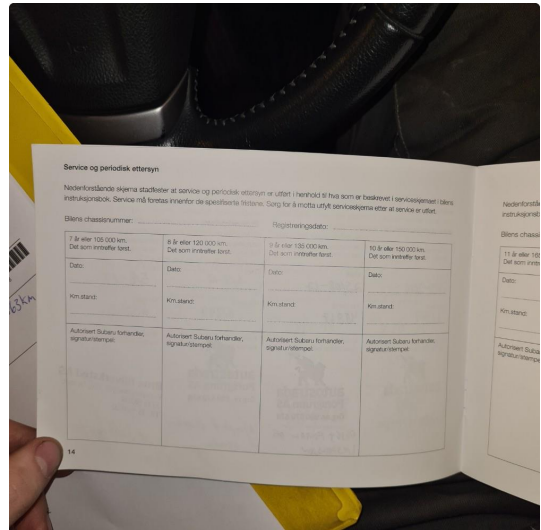 Service og periodisk ettersyn
Nedenforstående skjema stadfester at service og periodisk ettersyn er utført i henhold til hva som er beskrevet i serviceskjemaet i bilens
instruksjonsbok. Service må foretas innenfor de spesifiserte fristene. Sørg for å motta utfylt serviceskjema etter at service er utført.
Bilens chassisnummer:
Registreringsdato:
7 år eller 105 000 km.
Det som inntreffer først.
Dato:
Km.stand:
Autorisert Subaru forhandler,
signatur/stempel:
8 år eller 120 000 km.
Det som inntreffer først.
Dato:
Km.stand:
Autorisert Subaru forhandler,
signatur/stempel:
9 år eller 135 000 km.
Det som inntreffer først.
Dato:
Km.stand:
Autorisert Subaru forhandler,
signatur/stempel:
10 år eller 150 000 km.
Det som inntreffer først.
Dato:
Km.stand:
Autorisert Subaru forhandler,
signatur/stempel:
14
Nedenforstå
instruksjonsb
Bilens chassi
11 år eller 165
Det som inntr
Dato:
Km.stand:
Autorisert Suba
signatur/stempe
63km